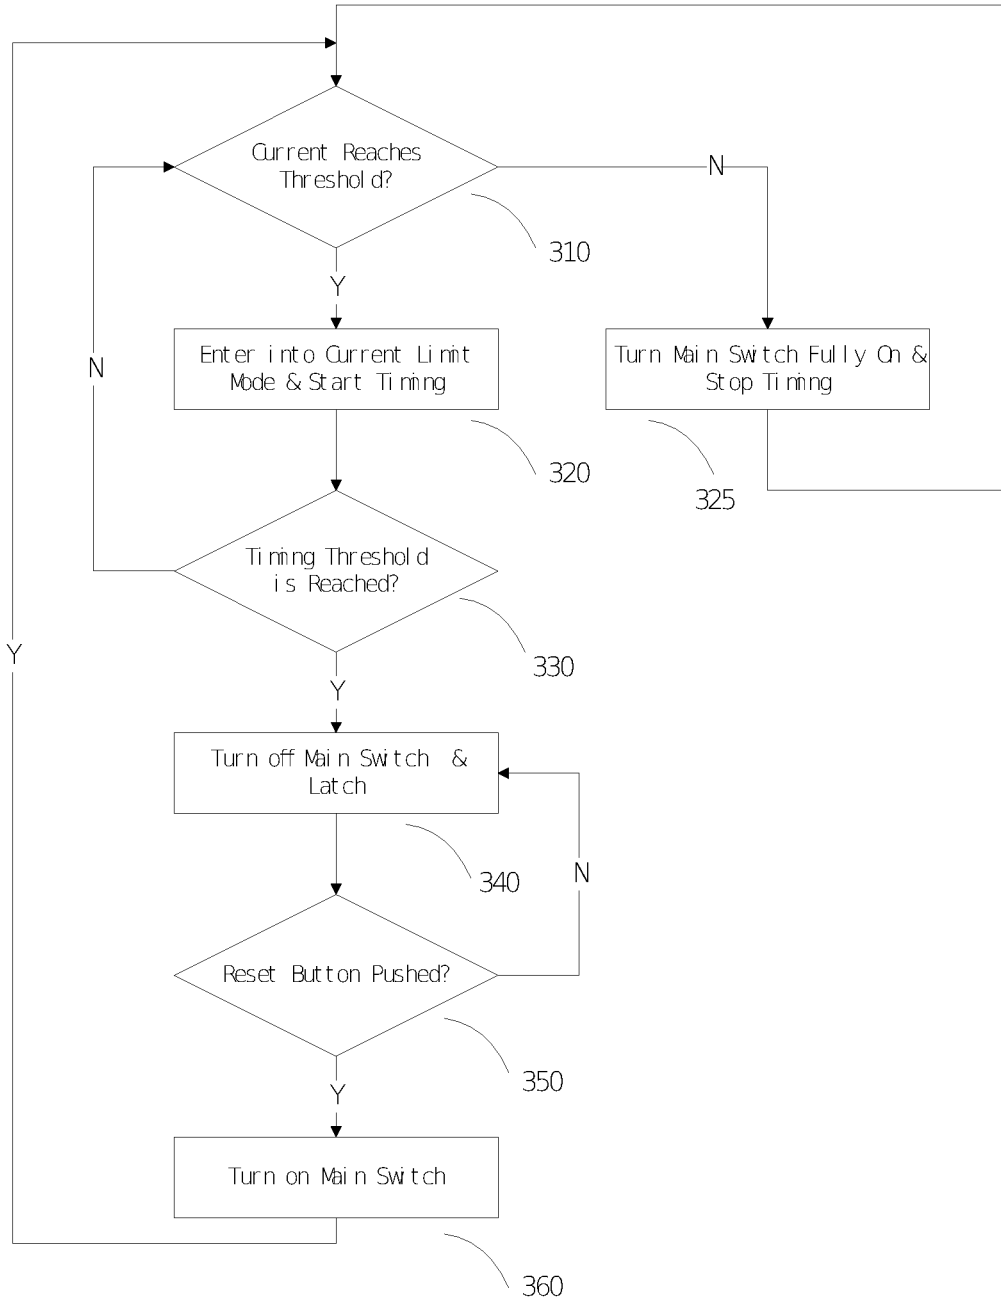 Current Reaches
Threshold?
N
310
Y
Enter into Current Limit
Mode & Start Timing
Turn Main Switch Fully On &
Stop Timing
N
320
325
Timing Threshold
is Reached?
Y
330
Y
Turn off Main Switch &
Latch
340
N
Reset Button Pushed?
350
Y
Turn on Main Switch
360